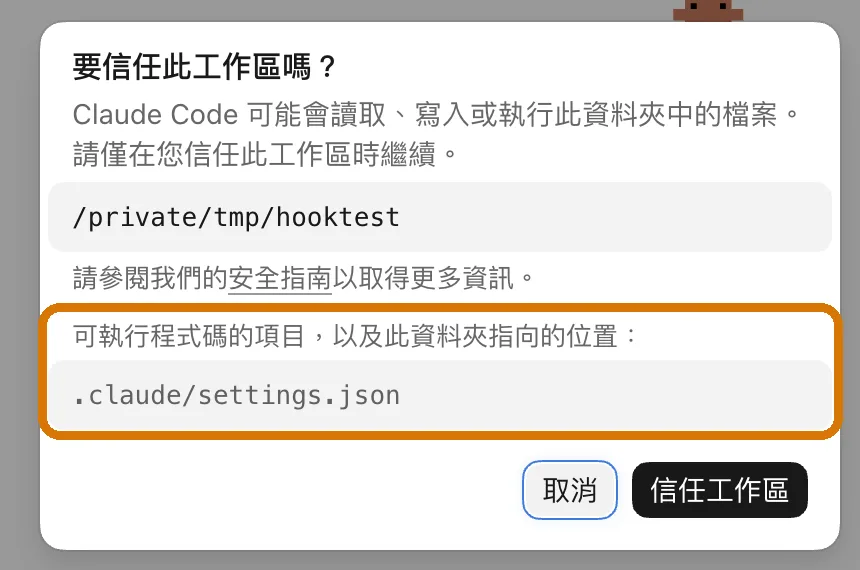 要信任此工作區嗎？
Claude Code 可能會讀取、寫入或執行此資料夾中的檔案。
請僅在您信任此工作區時繼續。
/private/tmp/hooktest
請參閱我們的安全指南以取得更多資訊。
可執行程式碼的項目，以及此資料夾指向的位置：
.claude/settings.json
取消
信任工作區